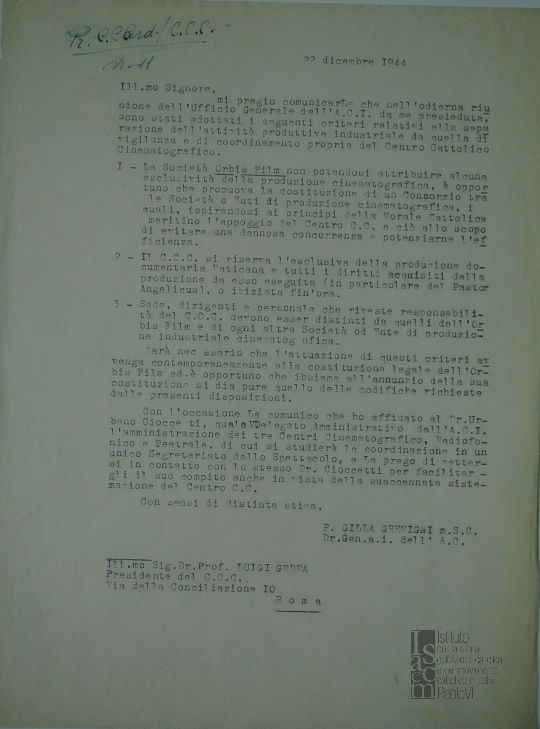 R.C.Card./C.C.C.-
n. 11
22 dicembre 1944
Ill.mo Signore,
mi pregio comunicarLe che nell'odierna riu
nione dell'Ufficio Generale dell'A.C.I. da me presieduta,
sono stati adottati i seguenti criteri relativi alla sepa
razione dell'attività produttiva industriale da quella di
vigilanza e di coordinamento propria del Centro Cattolico
Cinematografico.
I - La Società Orbis Film non potendosi attribuire alcuna
esclusività della produzione cinematografica, è oppor
tuno che promuova la costituzione di un Consorzio tra
le Società o Enti di produzione cinematografica, i
quali, ispirandosi ai principi della Morale Cattolica
meritino l'appoggio del Centro C.C. e ciò allo scopo
di evitare una dannosa concorrenza e potenziarne l'ef
ficienza.
2 - Il C.C.C. si riserva l'esclusiva della produzione do-
cumentaria Vaticana e tutti i diritti acquisiti della
produzione da esso eseguita (in particolare del Pastor
Angelicus), o iniziata fin'ora.
3 - Sede, dirigenti e personale che riveste responsabili-
tà del C.C.C. devono esser distinti da quelli dell'Or
bis Film e di ogni altra Società od Ente di produzio-
ne industriale cinematog afica.
Sarà nec ssario che l'attuazione di questi criteri av
venga contemporaneamente alla costituzione legale dell'Or-
bis Film ed è opportuno che insieme all'annunzio della sua
costituzione si dia pure quello delle modifiche richieste
dalle presenti disposizioni.
Con l'occasione Le comunico che ho affidato al Dr.Ur-
bano Ciocce ti, quale Delegato Amministrativo dell'A.C.I.
l'amministrazione dei tre Centri Cinematografico, Radiofo-
nico e Teatrale, di cui si studierà la coordinazione in un
unico Segretariato dello Spettacolo, e La prego di metter-
si in contatto con lo stesso Dr. Cioccetti per facilitar-
gli il suo compito anche in vista della suaccennata siste-
mazione del Centro C.C.
Con sensi di distinta stima.
P. GILLA GREMIGNI m.S.C.
Dr.Gen.a.i. dell' A.C.
Ill.mo Sig.Dr.Prof. LUIGI GEDDA
Presidente del C.C.C.
Via della Conciliazione IO
R o m a
Isacem
Istituto
per la storia
dell'Azione cattolica
e del movimento
cattolico in Italia
Paolo VI